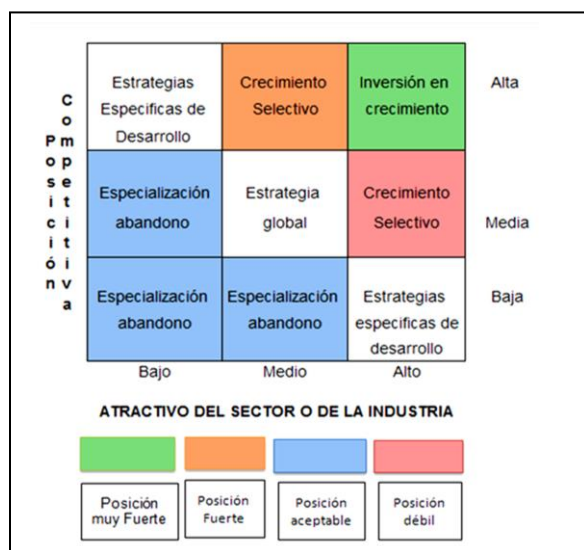 Posición
Competitiva
Estrategias
Especificas de
Desarrollo
Crecimiento
Selectivo
Inversión en
crecimiento
Alta
Especialización
abandono
Estrategia
global
Crecimiento
Selectivo
Media
Especialización
abandono
Especialización
abandono
Estrategias
especificas de
desarrollo
Baja
Bajo
Medio
Alto
ATRACTIVO DEL SECTOR O DE LA INDUSTRIA
Posición
muy Fuerte
Posición
Fuerte
Posición
aceptable
Posición
débil